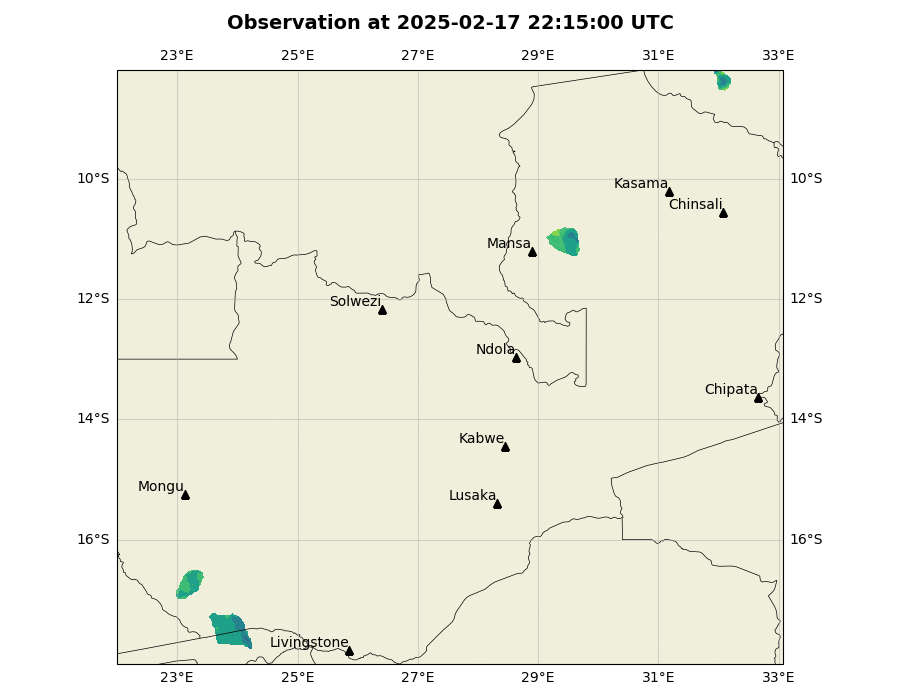 Observation at 2025-02-17 22:15:00 UTC
23°E 25°E 27°E 29°E 31°E 33°E
10°S 10°S
Kasama
Chinsali
Mansa
12°S 12°S
Solwezi
Ndola
Chipata
14°S 14°S
Kabwe
Mongu
Lusaka
16°S 16°S
Livingstone
23°E 25°E 27°E 29°E 31°E 33°E